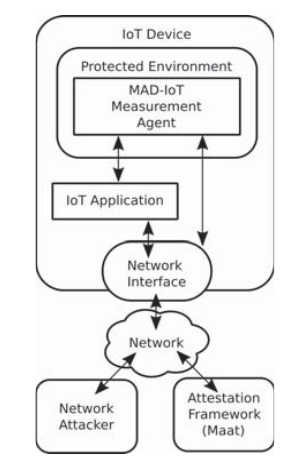 IoT Device
Protected Environment
MAD-IoT
Measurement
Agent
IoT Application
Network
Interface
Network
Network
Attacker
Attestation
Framework
(Maat)